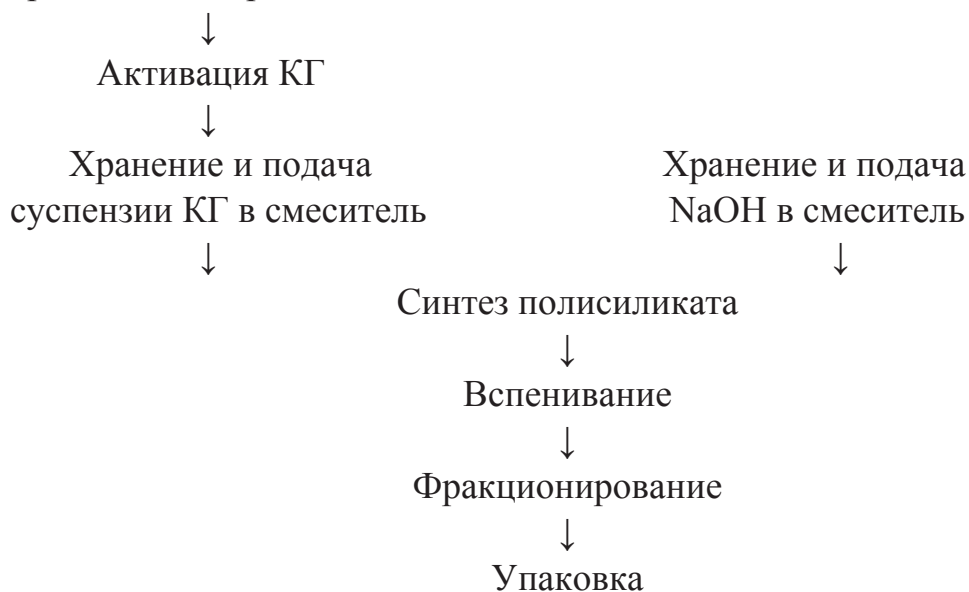 ↓
Активация КГ
↓
Хранение и подача Хранение и подача
суспензии КГ в смеситель NaOH в смеситель
↓ ↓
Синтез полисиликата
↓
Вспенивание
↓
Фракционирование
↓
Упаковка